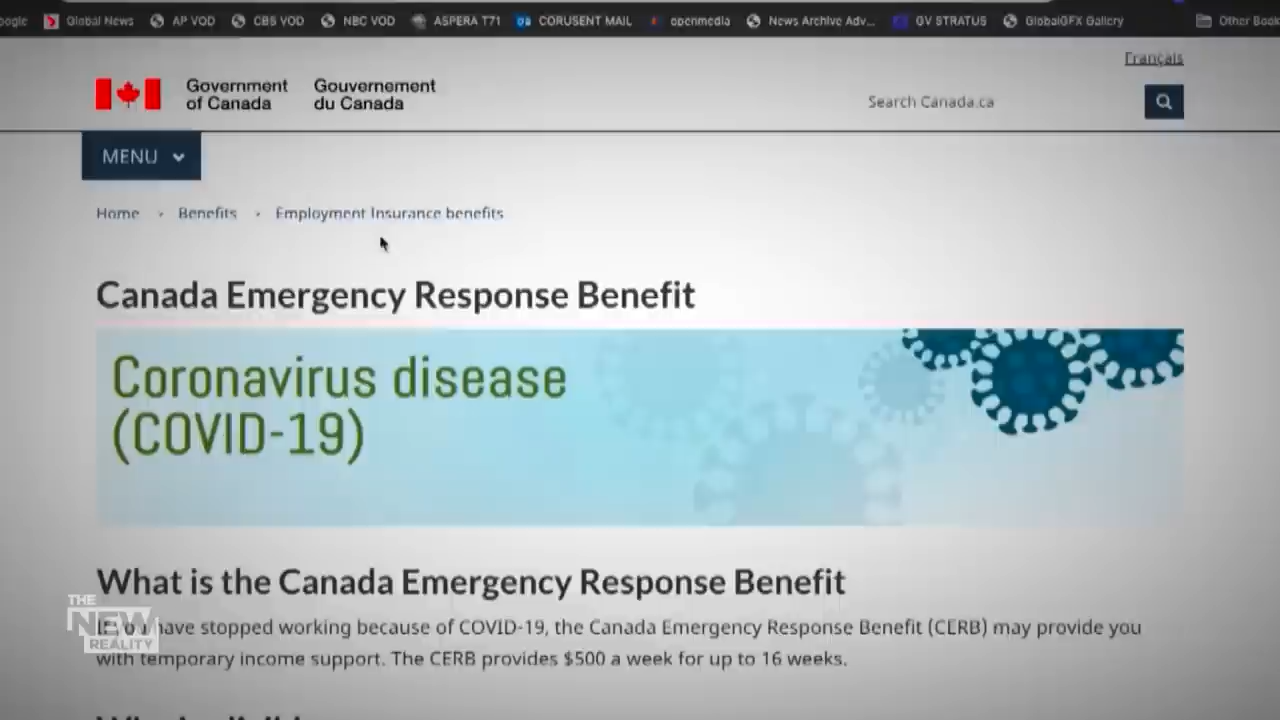 Global News AP VOD CBS VOD NBC VOD ASPERA T71 CORUSENT MAIL openmedia News Archive Adv... GV STRATUS GlobalGFX Gallery Other Book
Français
Government of Canada
Gouvernement du Canada
Search Canada.ca
MENU
Home › Benefits › Employment Insurance benefits
Canada Emergency Response Benefit
Coronavirus disease
(COVID-19)
What is the Canada Emergency Response Benefit
If you have stopped working because of COVID-19, the Canada Emergency Response Benefit (CERB) may provide you
with temporary income support. The CERB provides $500 a week for up to 16 weeks.
THE
NEW
REALITY